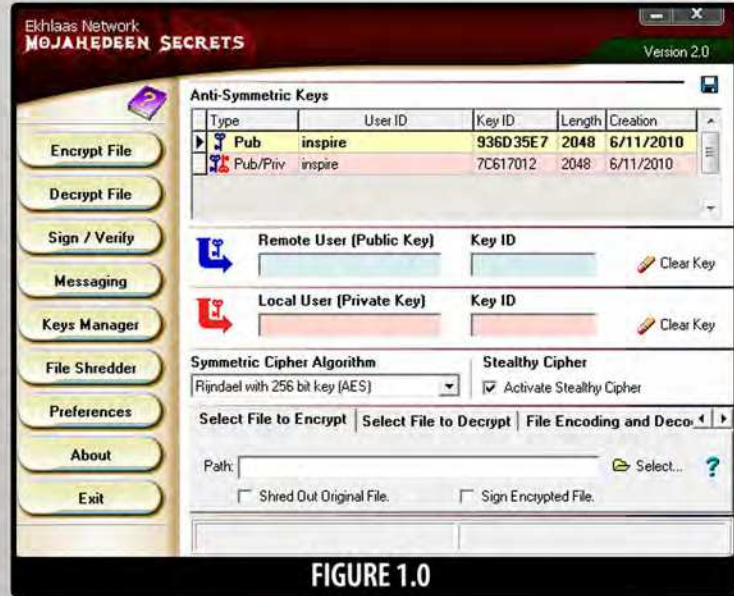 Ekhlaas Network
MOJAHEDEEN SECRETS
Version 2.0
Anti-Symmetric Keys
Type User ID Key ID Length Creation
Pub inspire 936D35E7 2048 6/11/2010
Pub/Priv inspire 7C617012 2048 6/11/2010
Encrypt File
Decrypt File
Sign / Verify
Messaging
Keys Manager
File Shredder
Preferences
About
Exit
Remote User (Public Key) Key ID
Clear Key
Local User (Private Key) Key ID
Clear Key
Symmetric Cipher Algorithm Stealthy Cipher
Rijndael with 256 bit key (AES) Activate Stealthy Cipher
Select File to Encrypt Select File to Decrypt File Encoding and Deco
Path: Select... ?
Shred Out Original File. Sign Encrypted File.
FIGURE 1.0